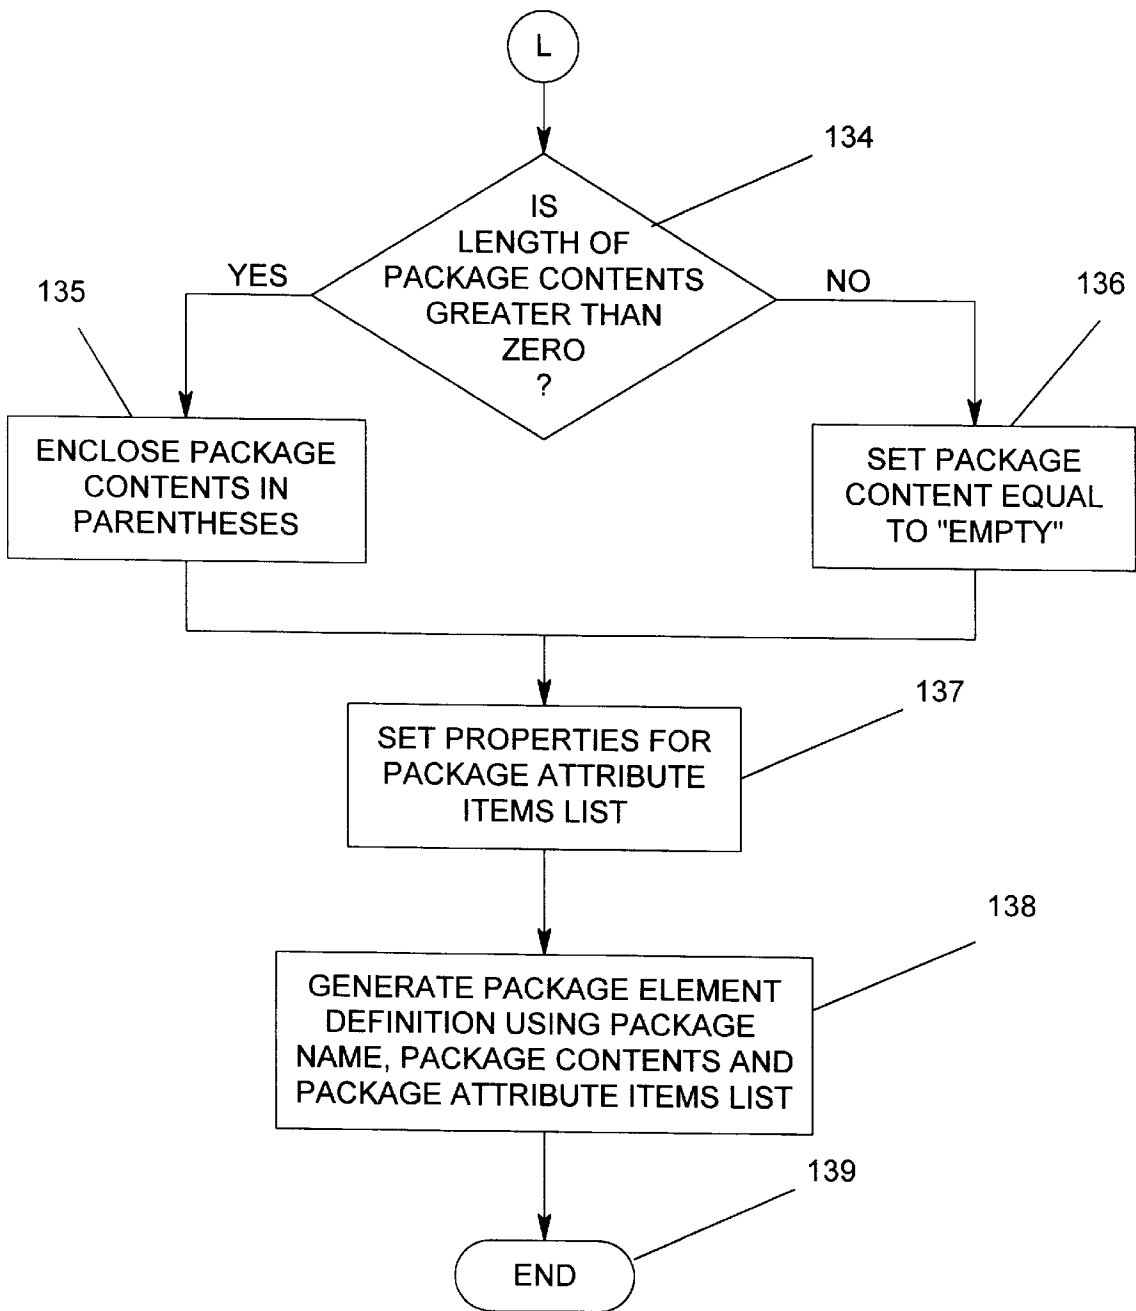 L
134
IS
LENGTH OF
PACKAGE CONTENTS
GREATER THAN
ZERO
?
YES
NO
135
136
ENCLOSE PACKAGE
CONTENTS IN
PARENTHESES
SET PACKAGE
CONTENT EQUAL
TO "EMPTY"
137
SET PROPERTIES FOR
PACKAGE ATTRIBUTE
ITEMS LIST
138
GENERATE PACKAGE ELEMENT
DEFINITION USING PACKAGE
NAME, PACKAGE CONTENTS AND
PACKAGE ATTRIBUTE ITEMS LIST
139
END